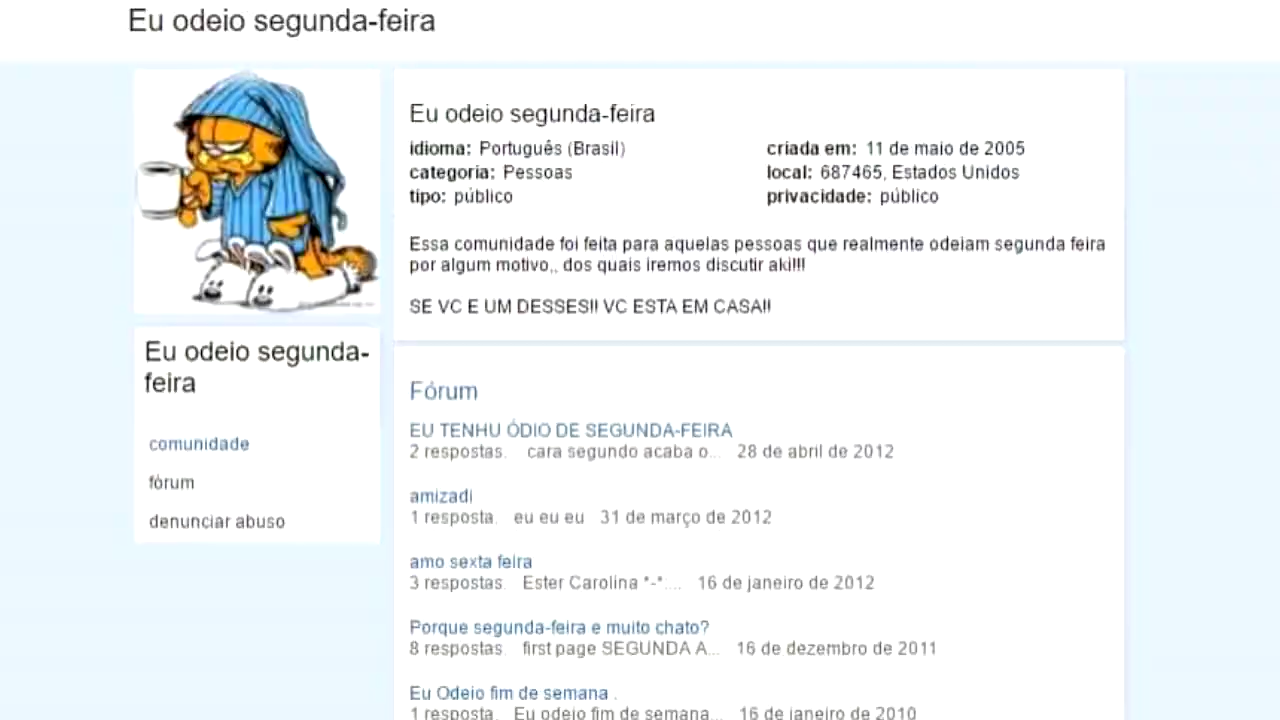 Eu odeio segunda-feira
Eu odeio segunda-feira
idioma: Português (Brasil)
criada em: 11 de maio de 2005
categoria: Pessoas
local: 687465, Estados Unidos
tipo: público
privacidade: público
Essa comunidade foi feita para aquelas pessoas que realmente odeiam segunda feira
por algum motivo,, dos quais iremos discutir aki!!!
SE VC E UM DESSES!! VC ESTA EM CASA!!
Eu odeio segunda-
feira
comunidade
fórum
denunciar abuso
Fórum
EU TENHU ÓDIO DE SEGUNDA-FEIRA
2 respostas. cara segundo acaba o... 28 de abril de 2012
amizadi
1 resposta. eu eu eu 31 de março de 2012
amo sexta feira
3 respostas. Ester Carolina *-*:... 16 de janeiro de 2012
Porque segunda-feira e muito chato?
8 respostas. first page SEGUNDA A... 16 de dezembro de 2011
Eu Odeio fim de semana .
1 resposta. Eu odeio fim de semana... 16 de janeiro de 2010